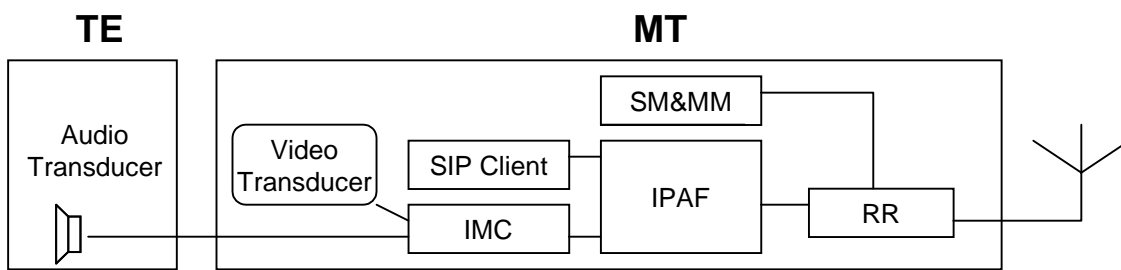 TE
MT
Audio
Transducer
Video
Transducer
SIP Client
IMC
SM&MM
IPAF
RR